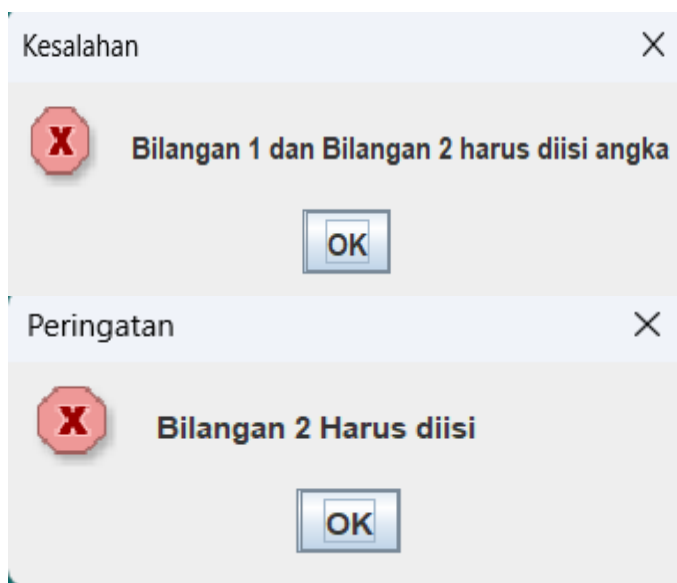 Kesalahan
X
Bilangan 1 dan Bilangan 2 harus diisi angka
OK
Peringatan
X
Bilangan 2 Harus diisi
OK